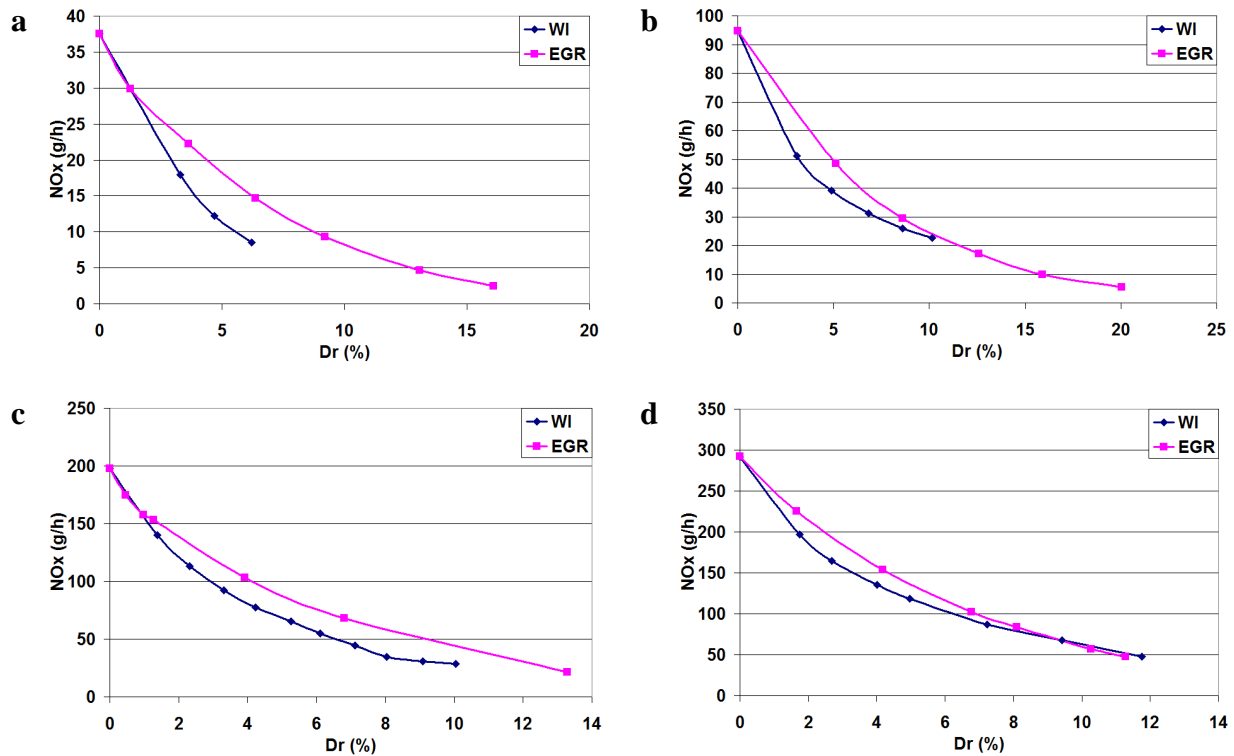 a
NOx (g/h)
40
35
30
25
20
15
10
5
0
0 5 10 15 20
Dr (%)
WI
EGR
b
NOx (g/h)
100
90
80
70
60
50
40
30
20
10
0
0 5 10 15 20 25
Dr (%)
WI
EGR
c
NOx (g/h)
250
200
150
100
50
0
0 2 4 6 8 10 12 14
Dr (%)
WI
EGR
d
NOx (g/h)
350
300
250
200
150
100
50
0
0 2 4 6 8 10 12 14
Dr (%)
WI
EGR